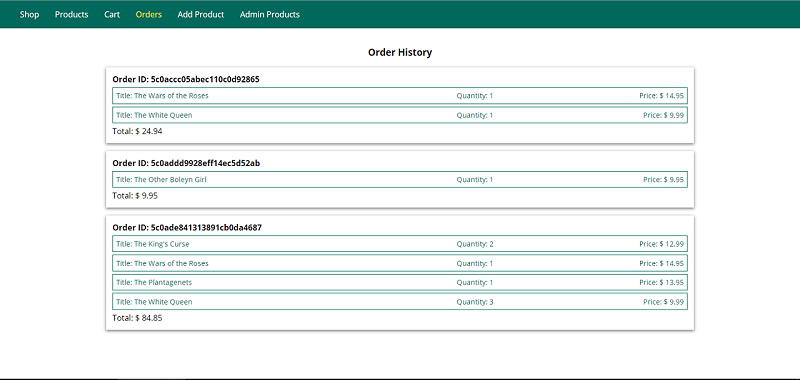 Shop Products Cart Orders Add Product Admin Products
Order History
Order ID: 5c0accc05abec110c0d92865
Title: The Wars of the Roses Quantity: 1 Price: $ 14.95
Title: The White Queen Quantity: 1 Price: $ 9.99
Total: $ 24.94
Order ID: 5c0addd9928eff14ec5d52ab
Title: The Other Boleyn Girl Quantity: 1 Price: $ 9.95
Total: $ 9.95
Order ID: 5c0ade841313891cb0da4687
Title: The King's Curse Quantity: 2 Price: $ 12.99
Title: The Wars of the Roses Quantity: 1 Price: $ 14.95
Title: The Plantagenets Quantity: 1 Price: $ 13.95
Title: The White Queen Quantity: 3 Price: $ 9.99
Total: $ 84.85